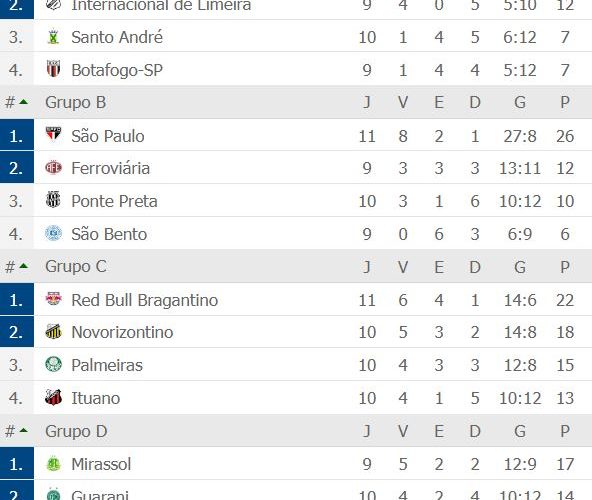 2. Internacional de Limeira 9 4 0 5 5:10 12
3. Santo André 10 1 4 5 6:12 7
4. Botafogo-SP 9 1 4 4 5:12 7
# Grupo B J V E D G P
1. São Paulo 11 8 2 1 27:8 26
2. Ferroviária 9 3 3 3 13:11 12
3. Ponte Preta 10 3 1 6 10:12 10
4. São Bento 9 0 6 3 6:9 6
# Grupo C J V E D G P
1. Red Bull Bragantino 11 6 4 1 14:6 22
2. Novorizontino 10 5 3 2 14:8 18
3. Palmeiras 10 4 3 3 12:8 15
4. Ituano 10 4 1 5 10:12 13
# Grupo D J V E D G P
1. Mirassol 9 5 2 2 12:9 17
2. Guarani 10 4 2 4 10:12 14